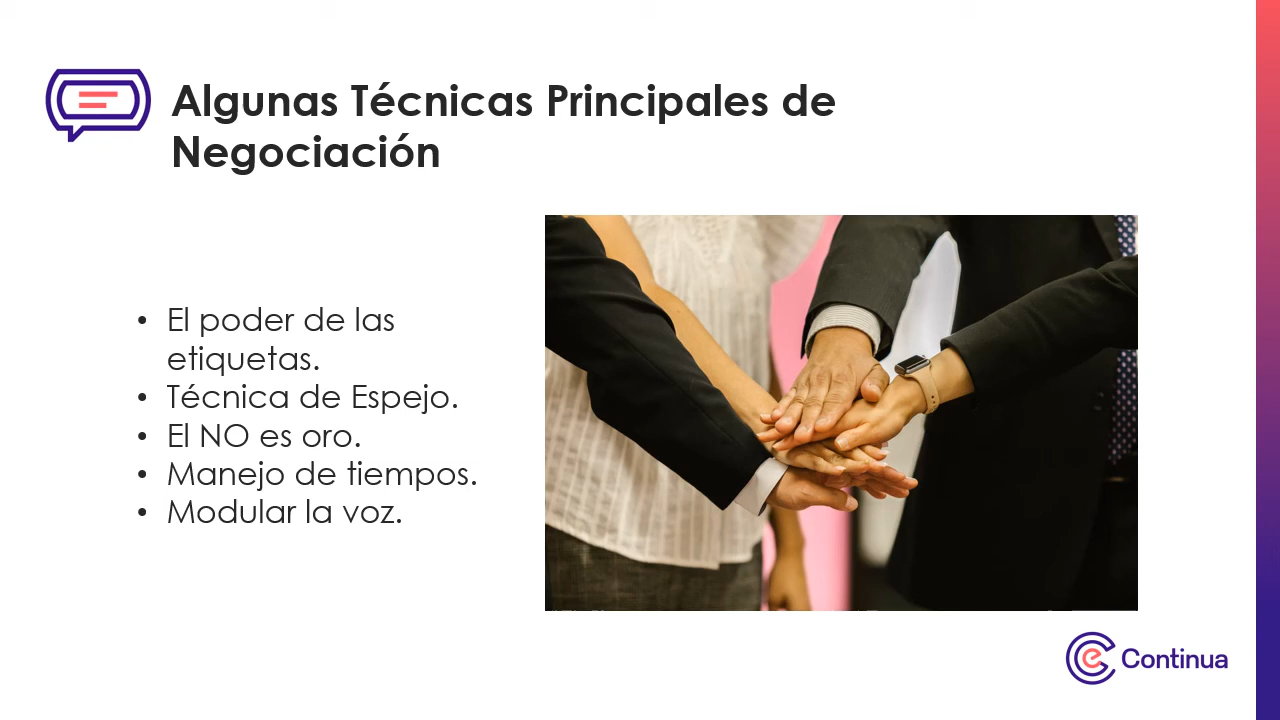 Algunas Técnicas Principales de
Negociación
• El poder de las
etiquetas.
• Técnica de Espejo.
• El NO es oro.
• Manejo de tiempos.
• Modular la voz.
Continua